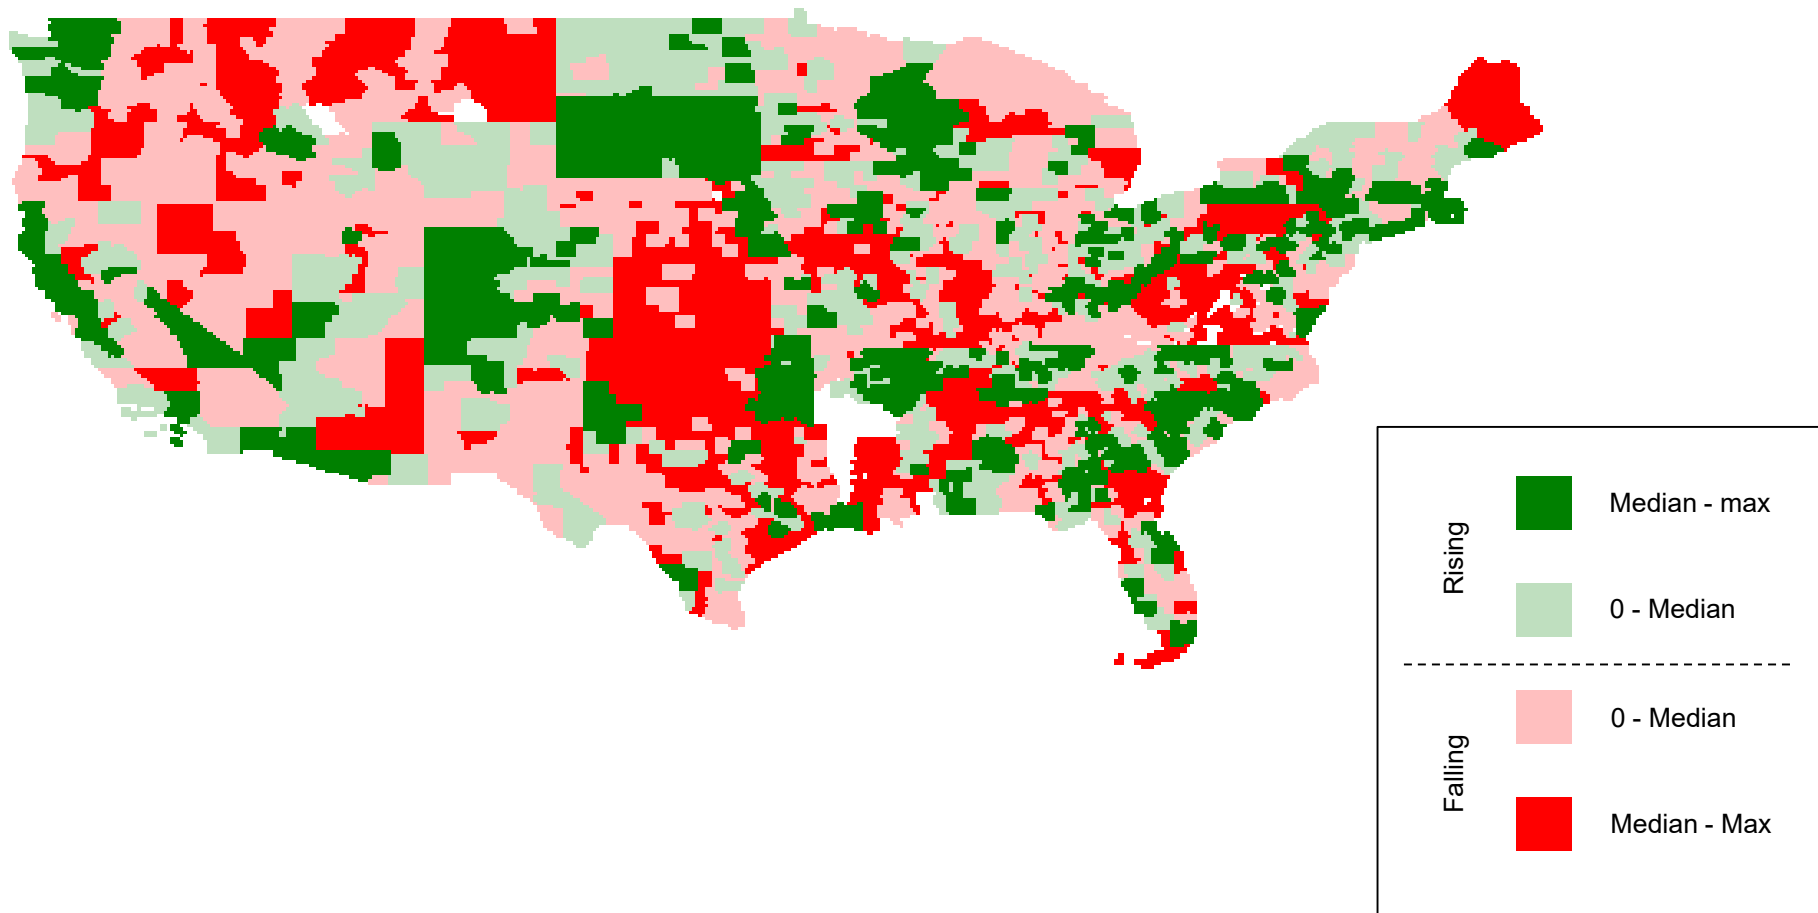 Rising
Median - max
0 - Median
Falling
0 - Median
Median - Max